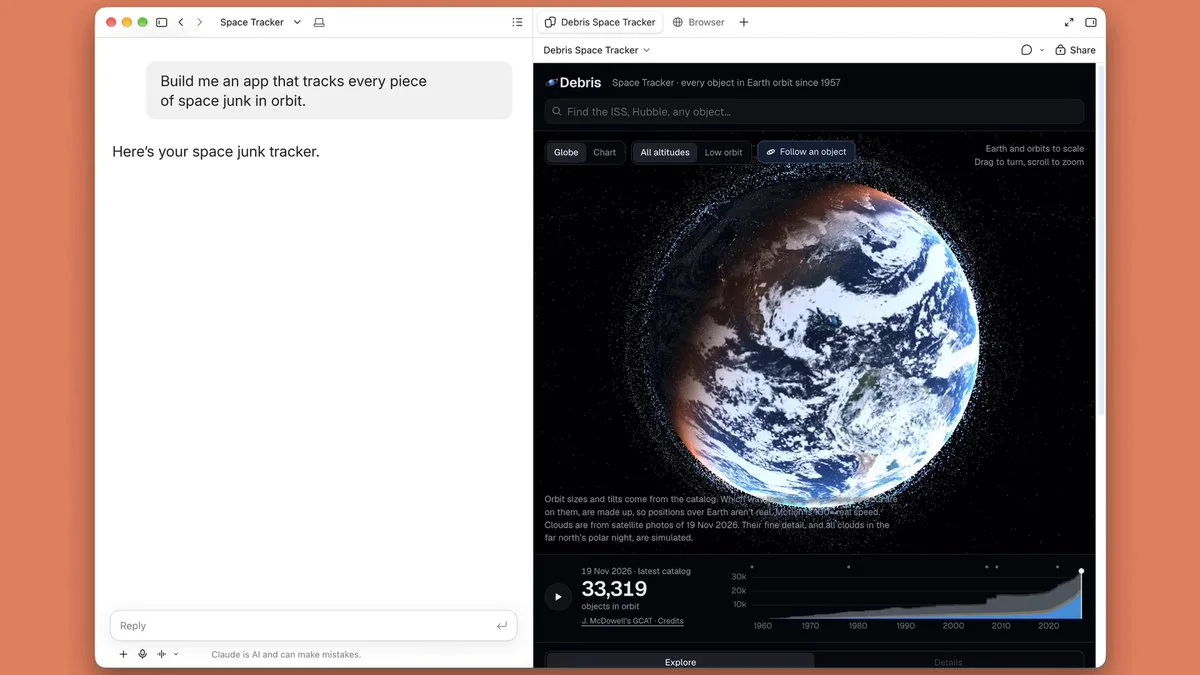 Space Tracker
Debris Space Tracker
Browser
Debris Space Tracker
Share
Build me an app that tracks every piece
of space junk in orbit.
Here's your space junk tracker.
Reply
Claude is AI and can make mistakes.
Debris
Space Tracker · every object in Earth orbit since 1957
Find the ISS, Hubble, any object...
Globe
Chart
All altitudes
Low orbit
Follow an object
Earth and orbits to scale
Drag to turn, scroll to zoom
Orbit sizes and tilts come from the catalog. Which
on them, are made up, so positions over Earth aren't real. Motion is real speed.
Clouds are from satellite photos of 19 Nov 2026. Their fine detail, and all clouds in the
far north's polar night, are simulated.
19 Nov 2026 · latest catalog
33,319
objects in orbit
J. McDowell's GCAT · Credits
30k
20k
10k
1960 1970 1980 1990 2000 2010 2020
Explore
Details